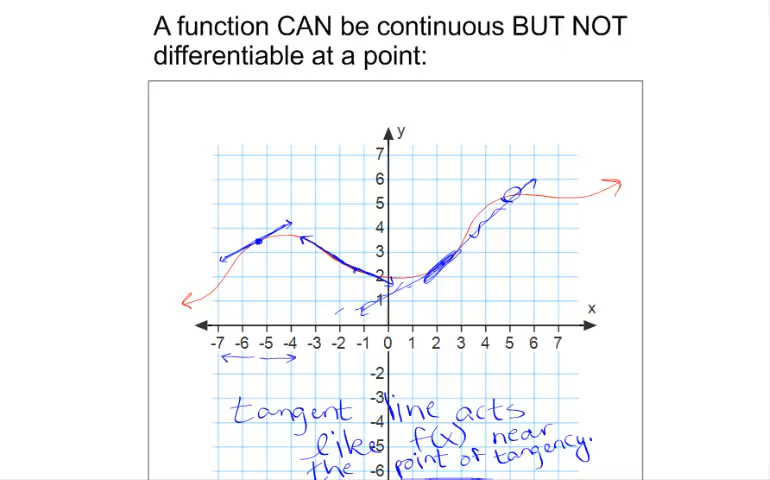 A function CAN be continuous BUT NOT
differentiable at a point:
y
7
6
5
4
3
2
1
x
-7 -6 -5 -4 -3 -2 -1 0 1 2 3 4 5 6 7
-2
-3
-4
-5
-6
tangent line acts
like f(x) near
the point of tangency.